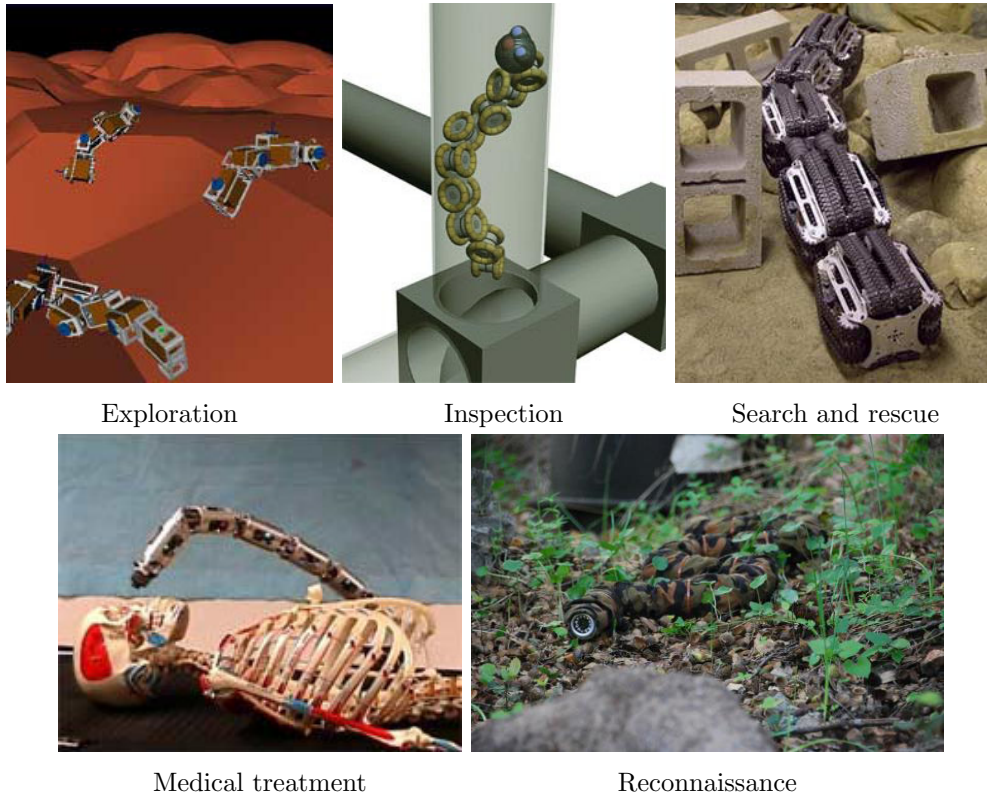 Exploration
Inspection
Search and rescue
Medical treatment
Reconnaissance